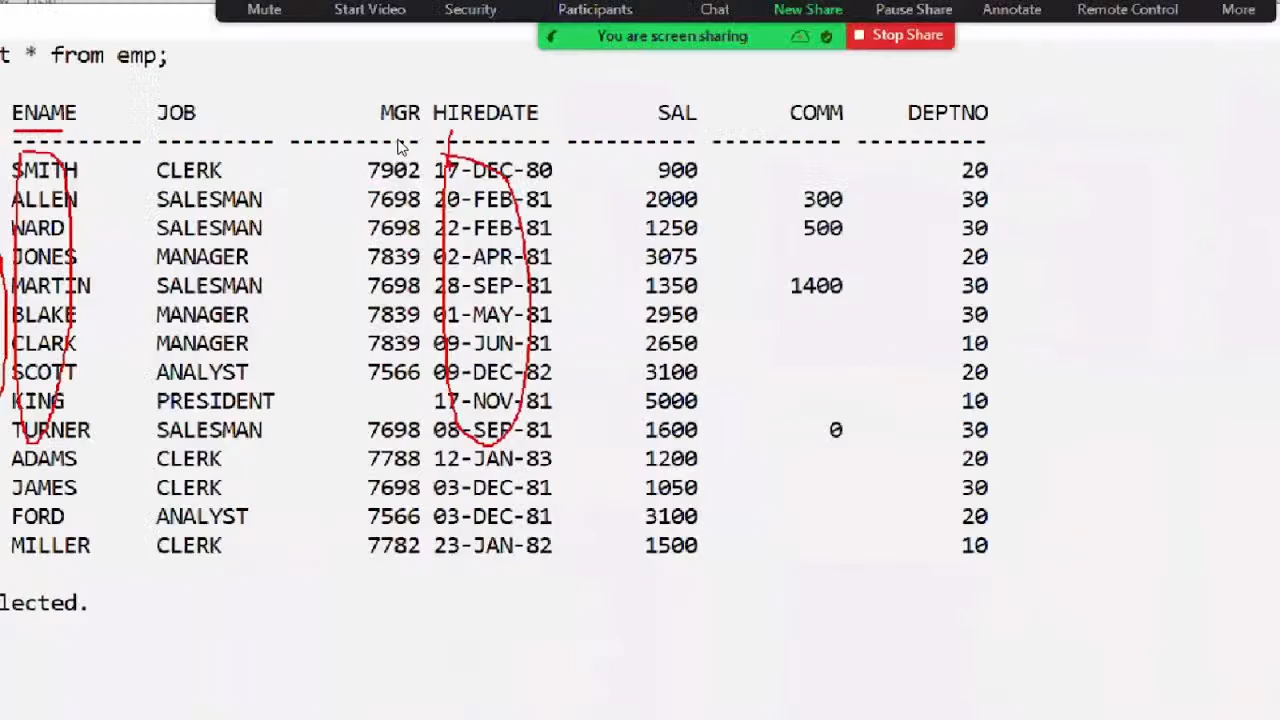 Mute Start Video Security Participants Chat New Share Pause Share Annotate Remote Control More
You are screen sharing Stop Share
t * from emp;
ENAME JOB MGR HIREDATE SAL COMM DEPTNO
---------- --------- ---------- --------- ---------- ---------- ----------
SMITH CLERK 7902 17-DEC-80 900 20
ALLEN SALESMAN 7698 20-FEB-81 2000 300 30
WARD SALESMAN 7698 22-FEB-81 1250 500 30
JONES MANAGER 7839 02-APR-81 3075 20
MARTIN SALESMAN 7698 28-SEP-81 1350 1400 30
BLAKE MANAGER 7839 01-MAY-81 2950 30
CLARK MANAGER 7839 09-JUN-81 2650 10
SCOTT ANALYST 7566 09-DEC-82 3100 20
KING PRESIDENT 17-NOV-81 5000 10
TURNER SALESMAN 7698 08-SEP-81 1600 0 30
ADAMS CLERK 7788 12-JAN-83 1200 20
JAMES CLERK 7698 03-DEC-81 1050 30
FORD ANALYST 7566 03-DEC-81 3100 20
MILLER CLERK 7782 23-JAN-82 1500 10
lected.